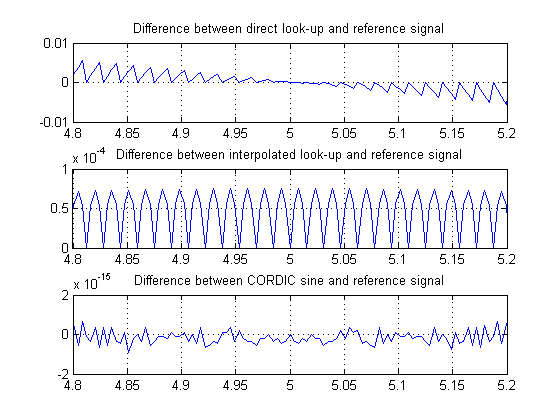 Difference between direct look-up and reference signal
0.01
0
-0.01
4.8 4.85 4.9 4.95 5 5.05 5.1 5.15 5.2
x 10^-4
Difference between interpolated look-up and reference signal
1
0.5
0
4.8 4.85 4.9 4.95 5 5.05 5.1 5.15 5.2
x 10^-15
Difference between CORDIC sine and reference signal
2
0
-2
4.8 4.85 4.9 4.95 5 5.05 5.1 5.15 5.2